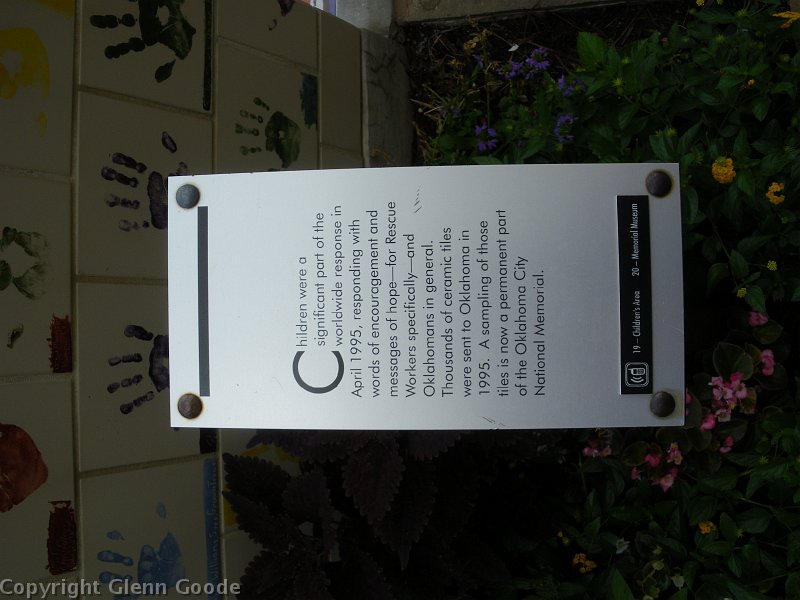 Children were a
significant part of the
worldwide response in
April 1995, responding with
words of encouragement and
messages of hope—for Rescue
Workers specifically—and
Oklahomans in general.
Thousands of ceramic tiles
were sent to Oklahoma in
1995. A sampling of those
tiles is now a permanent part
of the Oklahoma City
National Memorial.
19 – Children's Area 20 – Memorial Museum
Copyright © Glenn Goode